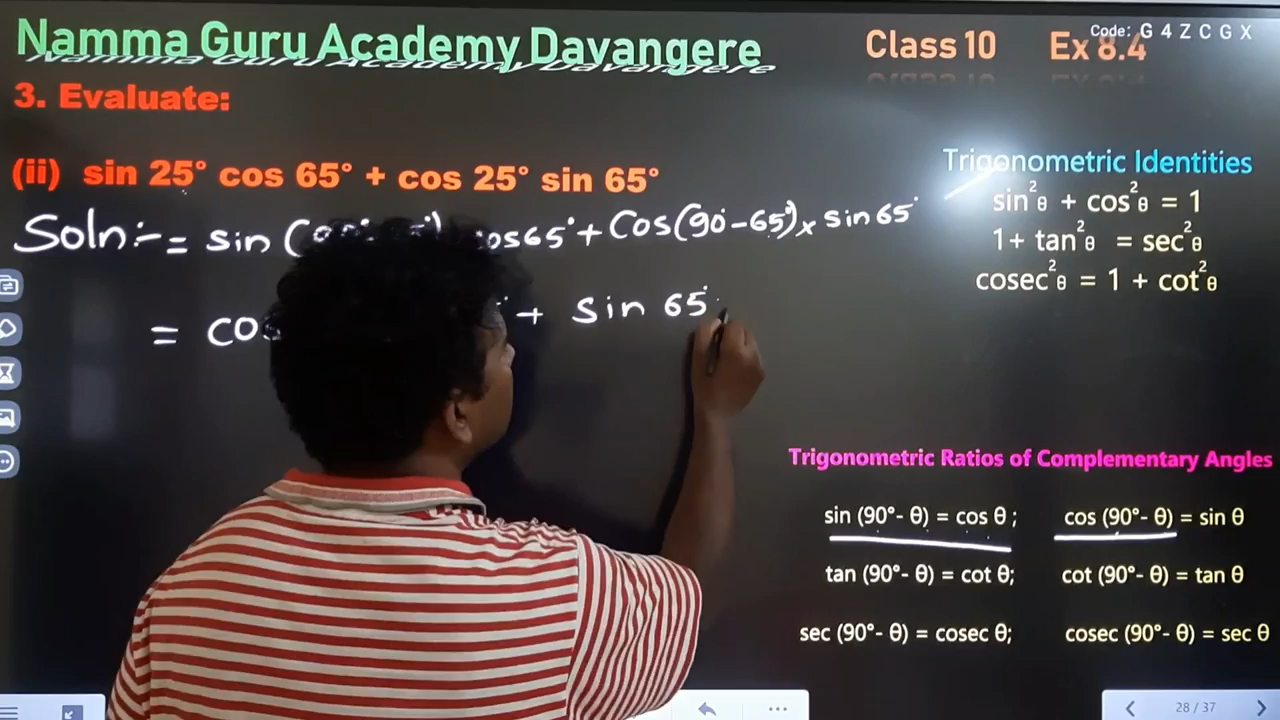 Namma Guru Academy Davangere Class 10 Ex 8.4
Code: G 4 Z C G X
3. Evaluate:
(ii) sin 25° cos 65° + cos 25° sin 65°
Soln:- = sin ( cos65° + Cos(90°-65°) × sin 65°
= cos + sin 65°
Trigonometric Identities
sin²θ + cos²θ = 1
1+ tan²θ = sec²θ
cosec²θ = 1 + cot²θ
Trigonometric Ratios of Complementary Angles
sin (90°- θ) = cos θ ; cos (90°- θ) = sin θ
tan (90°- θ) = cot θ; cot (90°- θ) = tan θ
sec (90°- θ) = cosec θ; cosec (90°- θ) = sec θ
28 / 37